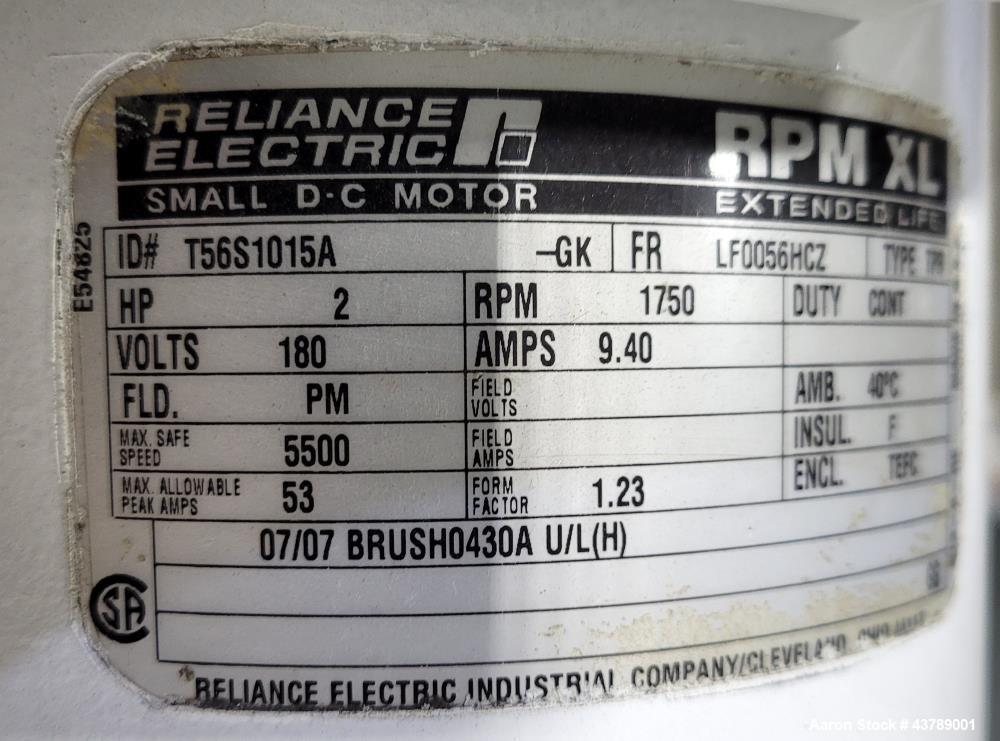 RELIANCE ELECTRIC
RPM XL
SMALL D-C MOTOR
EXTENDED LIFE
E54825
ID# T56S1015A -GK FR LF0056HCZ TYPE
HP 2 RPM 1750 DUTY CONT
VOLTS 180 AMPS 9.40
FLD. PM FIELD VOLTS AMB. 40°C
MAX. SAFE SPEED 5500 FIELD AMPS INSUL. F
MAX. ALLOWABLE PEAK AMPS 53 FORM FACTOR 1.23 ENCL. TEFC
07/07 BRUSH0430A U/L(H)
SA
RELIANCE ELECTRIC INDUSTRIAL COMPANY/CLEVELAND, OHIO
Aaron Stock # 43789001